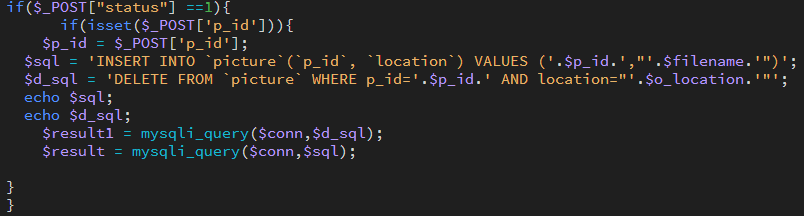 if($_POST["status"] ==1){
if(isset($_POST['p_id'])){
$p_id = $_POST['p_id'];
$sql = 'INSERT INTO `picture`(`p_id`, `location`) VALUES ('.$p_id.',"'.$filename.'")';
$d_sql = 'DELETE FROM `picture` WHERE p_id='.$p_id.' AND location="'.$o_location.'"';
echo $sql;
echo $d_sql;
$result1 = mysqli_query($conn,$d_sql);
$result = mysqli_query($conn,$sql);
}
}